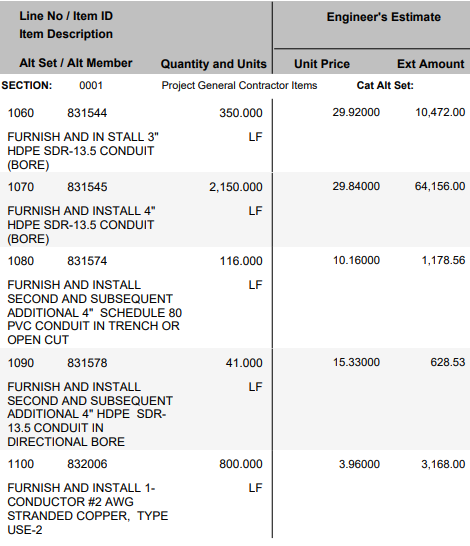 Line No / Item ID Engineer's Estimate
Item Description
Alt Set / Alt Member Quantity and Units Unit Price Ext Amount
SECTION: 0001 Project General Contractor Items Cat Alt Set:
1060 831544 350.000 29.92000 10,472.00
FURNISH AND IN STALL 3" LF
HDPE SDR-13.5 CONDUIT
(BORE)
1070 831545 2,150.000 29.84000 64,156.00
FURNISH AND INSTALL 4" LF
HDPE SDR-13.5 CONDUIT
(BORE)
1080 831574 116.000 10.16000 1,178.56
FURNISH AND INSTALL LF
SECOND AND SUBSEQUENT
ADDITIONAL 4" SCHEDULE 80
PVC CONDUIT IN TRENCH OR
OPEN CUT
1090 831578 41.000 15.33000 628.53
FURNISH AND INSTALL LF
SECOND AND SUBSEQUENT
ADDITIONAL 4" HDPE SDR-
13.5 CONDUIT IN
DIRECTIONAL BORE
1100 832006 800.000 3.96000 3,168.00
FURNISH AND INSTALL 1- LF
CONDUCTOR #2 AWG
STRANDED COPPER, TYPE
USE-2